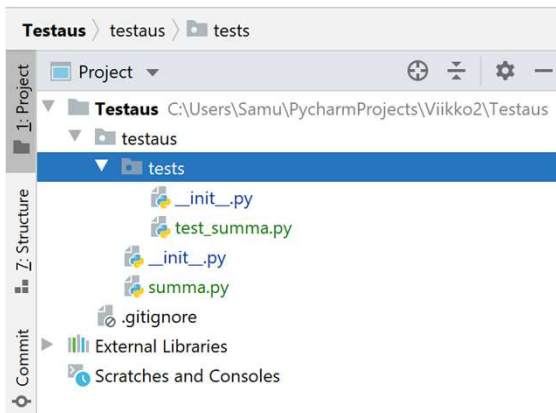 Testaus testaus tests
1: Project
Project
Testaus C:\Users\Samu\PycharmProjects\Viikko2\Testaus
testaus
tests
__init__.py
test_summa.py
__init__.py
summa.py
.gitignore
External Libraries
Scratches and Consoles
Z: Structure
Commit